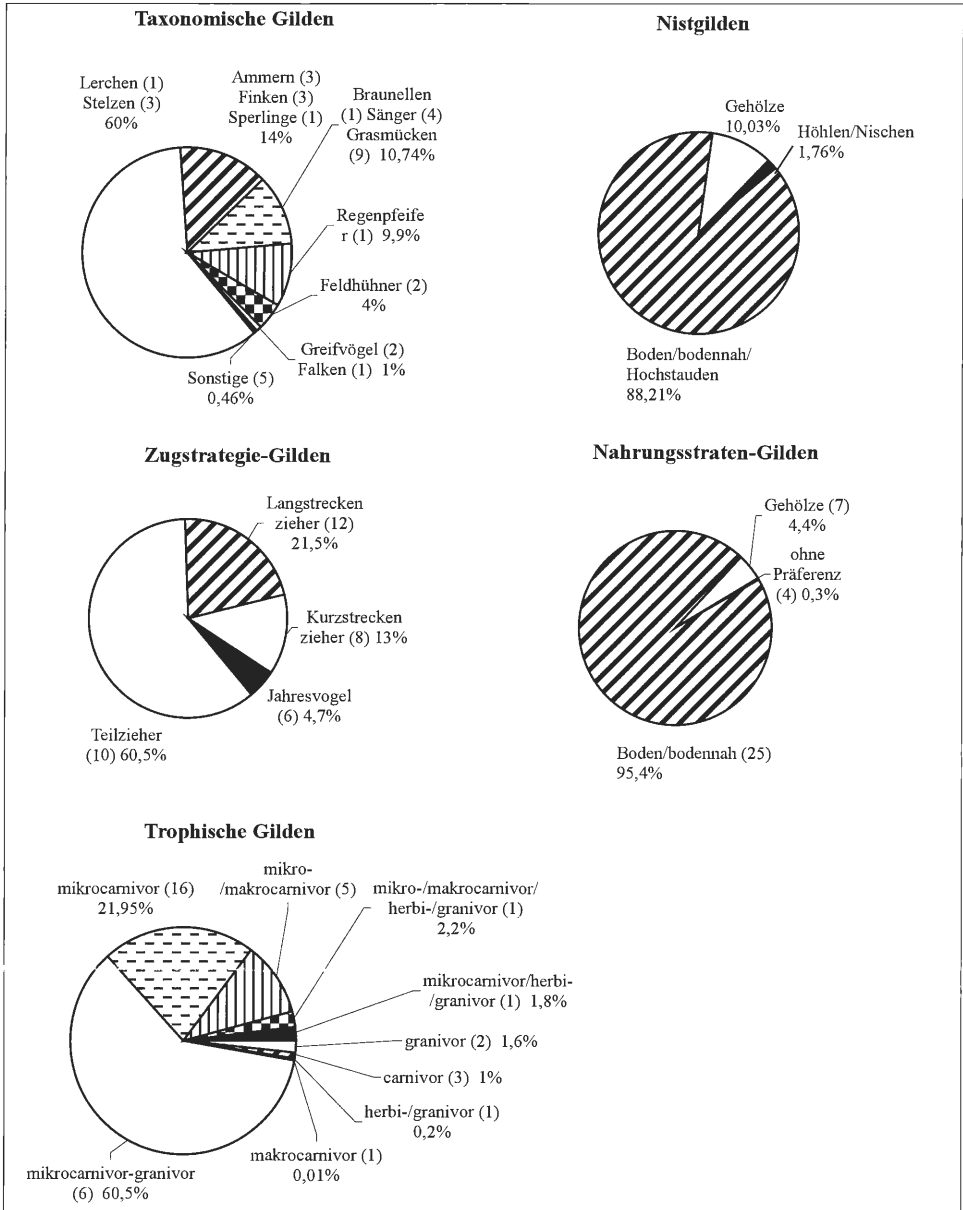 Taxonomische Gilden
Lerchen (1)
Stelzen (3)
60%
Ammern (3)
Finken (3)
Sperlinge (1)
14%
Braunellen
(1) Sänger (4)
Grasmücken
(9) 10,74%
Regenpfeife
r (1) 9,9%
Feldhühner (2)
4%
Greifvögel (2)
Falken (1) 1%
Sonstige (5)
0,46%
Nistgilden
Gehölze
10,03%
Höhlen/Nischen
1,76%
Boden/bodennah/
Hochstauden
88,21%
Zugstrategie-Gilden
Langstrecken
zieher (12)
21,5%
Kurzstrecken
zieher (8) 13%
Jahresvogel
(6) 4,7%
Teilzieher
(10) 60,5%
Nahrungsstraten-Gilden
Gehölze (7)
4,4%
ohne
Präferenz
(4) 0,3%
Boden/bodennah (25)
95,4%
Trophische Gilden
mikrocarnivor (16)
21,95%
mikro-
/makrocarnivor (5)
mikro-/makrocarnivor/
herbi-/granivor (1)
2,2%
mikrocarnivor/herbi-
/granivor (1) 1,8%
granivor (2) 1,6%
carnivor (3) 1%
herbi-/granivor (1)
0,2%
makrocarnivor (1)
0,01%
mikrocarnivor-granivor
(6) 60,5%